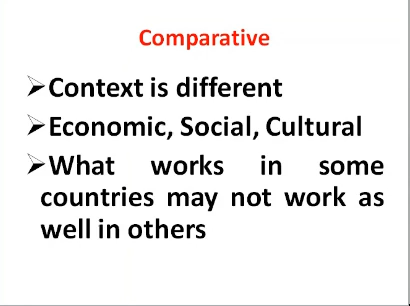 Comparative
➢Context is different
➢Economic, Social, Cultural
➢What works in some
countries may not work as
well in others